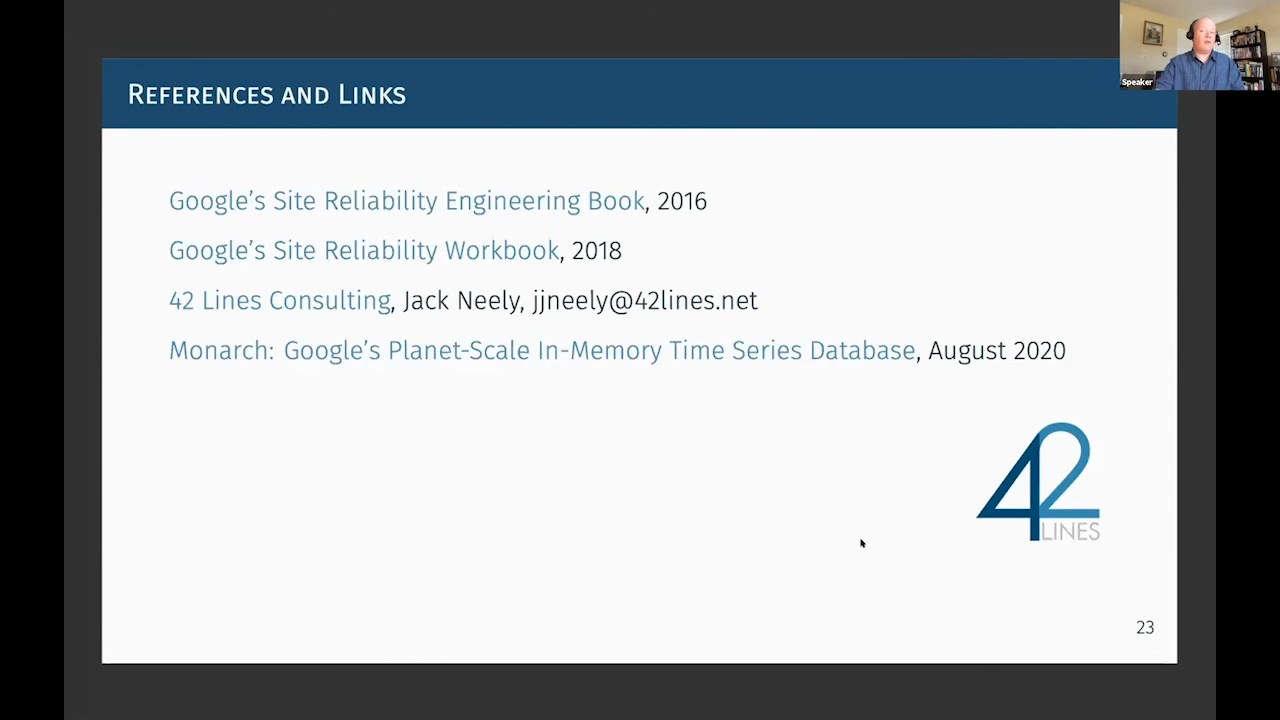 Speaker
References and Links
Google's Site Reliability Engineering Book, 2016
Google's Site Reliability Workbook, 2018
42 Lines Consulting, Jack Neely, jjneely@42lines.net
Monarch: Google's Planet-Scale In-Memory Time Series Database, August 2020
42
LINES
23